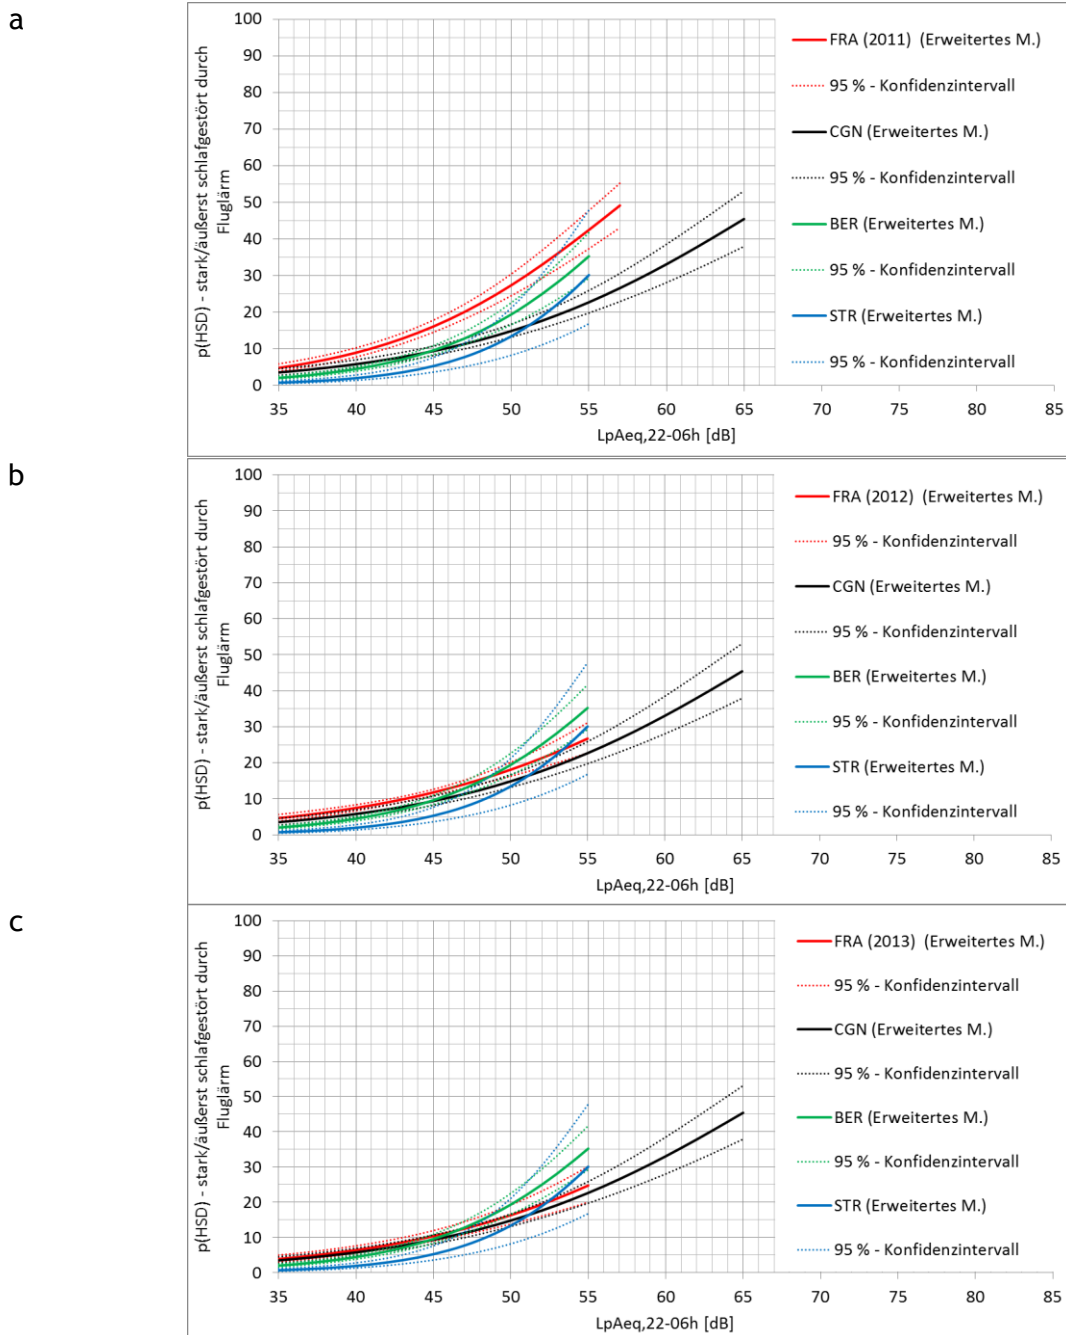 a
p(HSD) - stark/äußerst schlafgestört durch
Fluglärm
100
90
80
70
60
50
40
30
20
10
0
35 40 45 50 55 60 65 70 75 80 85
LpAeq,22-06h [dB]
FRA (2011) (Erweitertes M.)
95 % - Konfidenzintervall
CGN (Erweitertes M.)
95 % - Konfidenzintervall
BER (Erweitertes M.)
95 % - Konfidenzintervall
STR (Erweitertes M.)
95 % - Konfidenzintervall
b
p(HSD) - stark/äußerst schlafgestört durch
Fluglärm
100
90
80
70
60
50
40
30
20
10
0
35 40 45 50 55 60 65 70 75 80 85
LpAeq,22-06h [dB]
FRA (2012) (Erweitertes M.)
95 % - Konfidenzintervall
CGN (Erweitertes M.)
95 % - Konfidenzintervall
BER (Erweitertes M.)
95 % - Konfidenzintervall
STR (Erweitertes M.)
95 % - Konfidenzintervall
c
p(HSD) - stark/äußerst schlafgestört durch
Fluglärm
100
90
80
70
60
50
40
30
20
10
0
35 40 45 50 55 60 65 70 75 80 85
LpAeq,22-06h [dB]
FRA (2013) (Erweitertes M.)
95 % - Konfidenzintervall
CGN (Erweitertes M.)
95 % - Konfidenzintervall
BER (Erweitertes M.)
95 % - Konfidenzintervall
STR (Erweitertes M.)
95 % - Konfidenzintervall